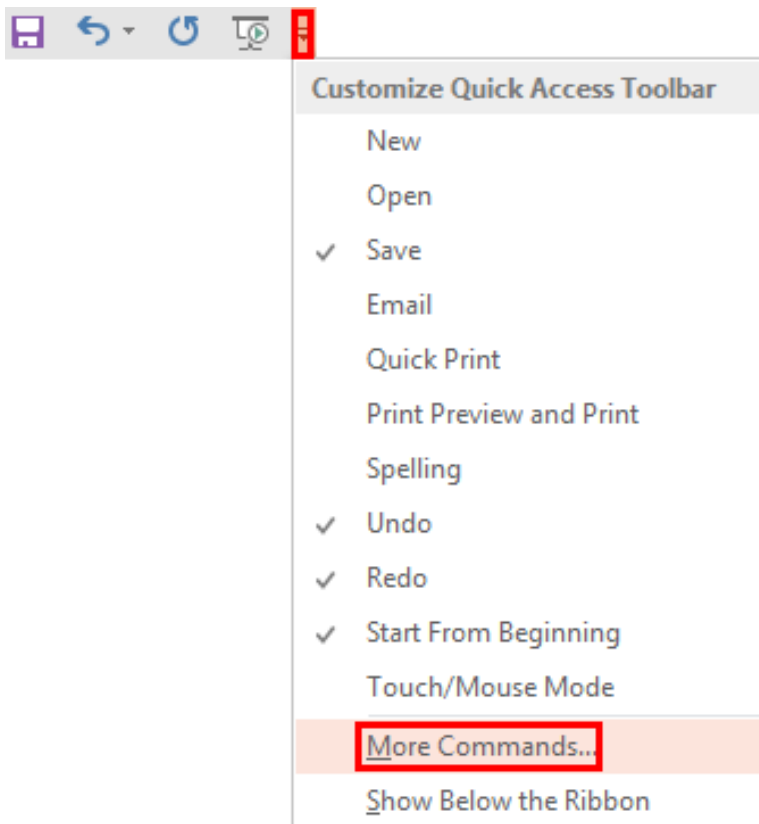 Customize Quick Access Toolbar
New
Open
Save
Email
Quick Print
Print Preview and Print
Spelling
Undo
Redo
Start From Beginning
Touch/Mouse Mode
More Commands...
Show Below the Ribbon